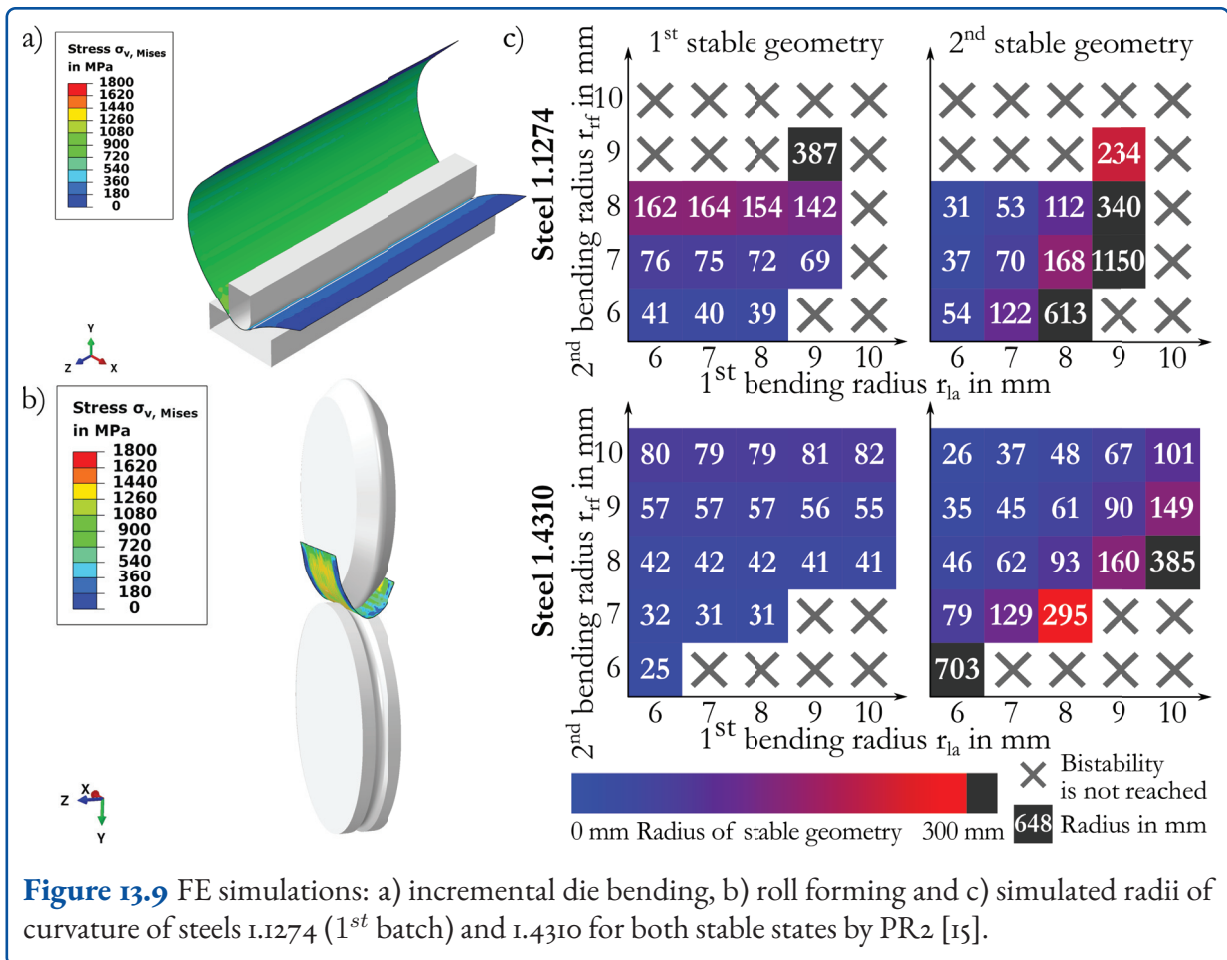 a)
Stress σv, Mises
in MPa
1800
1620
1440
1260
1080
900
720
540
360
180
0
Y
Z
X
b)
Stress σv, Mises
in MPa
1800
1620
1440
1260
1080
900
720
540
360
180
0
X
Z
Y
c)
1st stable geometry
2nd stable geometry
Steel 1.1274
2nd bending radius rrf in mm
10
9 387 234
8 162 164 154 142 31 53 112 340
7 76 75 72 69 37 70 168 1150
6 41 40 39 54 122 613
6 7 8 9 10 6 7 8 9 10
1st bending radius rla in mm
Steel 1.4310
2nd bending radius rrf in mm
10 80 79 79 81 82 26 37 48 67 101
9 57 57 57 56 55 35 45 61 90 149
8 42 42 42 41 41 46 62 93 160 385
7 32 31 31 79 129 295
6 25 703
6 7 8 9 10 6 7 8 9 10
1st bending radius rla in mm
0 mm Radius of stable geometry 300 mm
Bistability
is not reached
648 Radius in mm
Figure 13.9 FE simulations: a) incremental die bending, b) roll forming and c) simulated radii of
curvature of steels 1.1274 (1st batch) and 1.4310 for both stable states by PR2 [15].